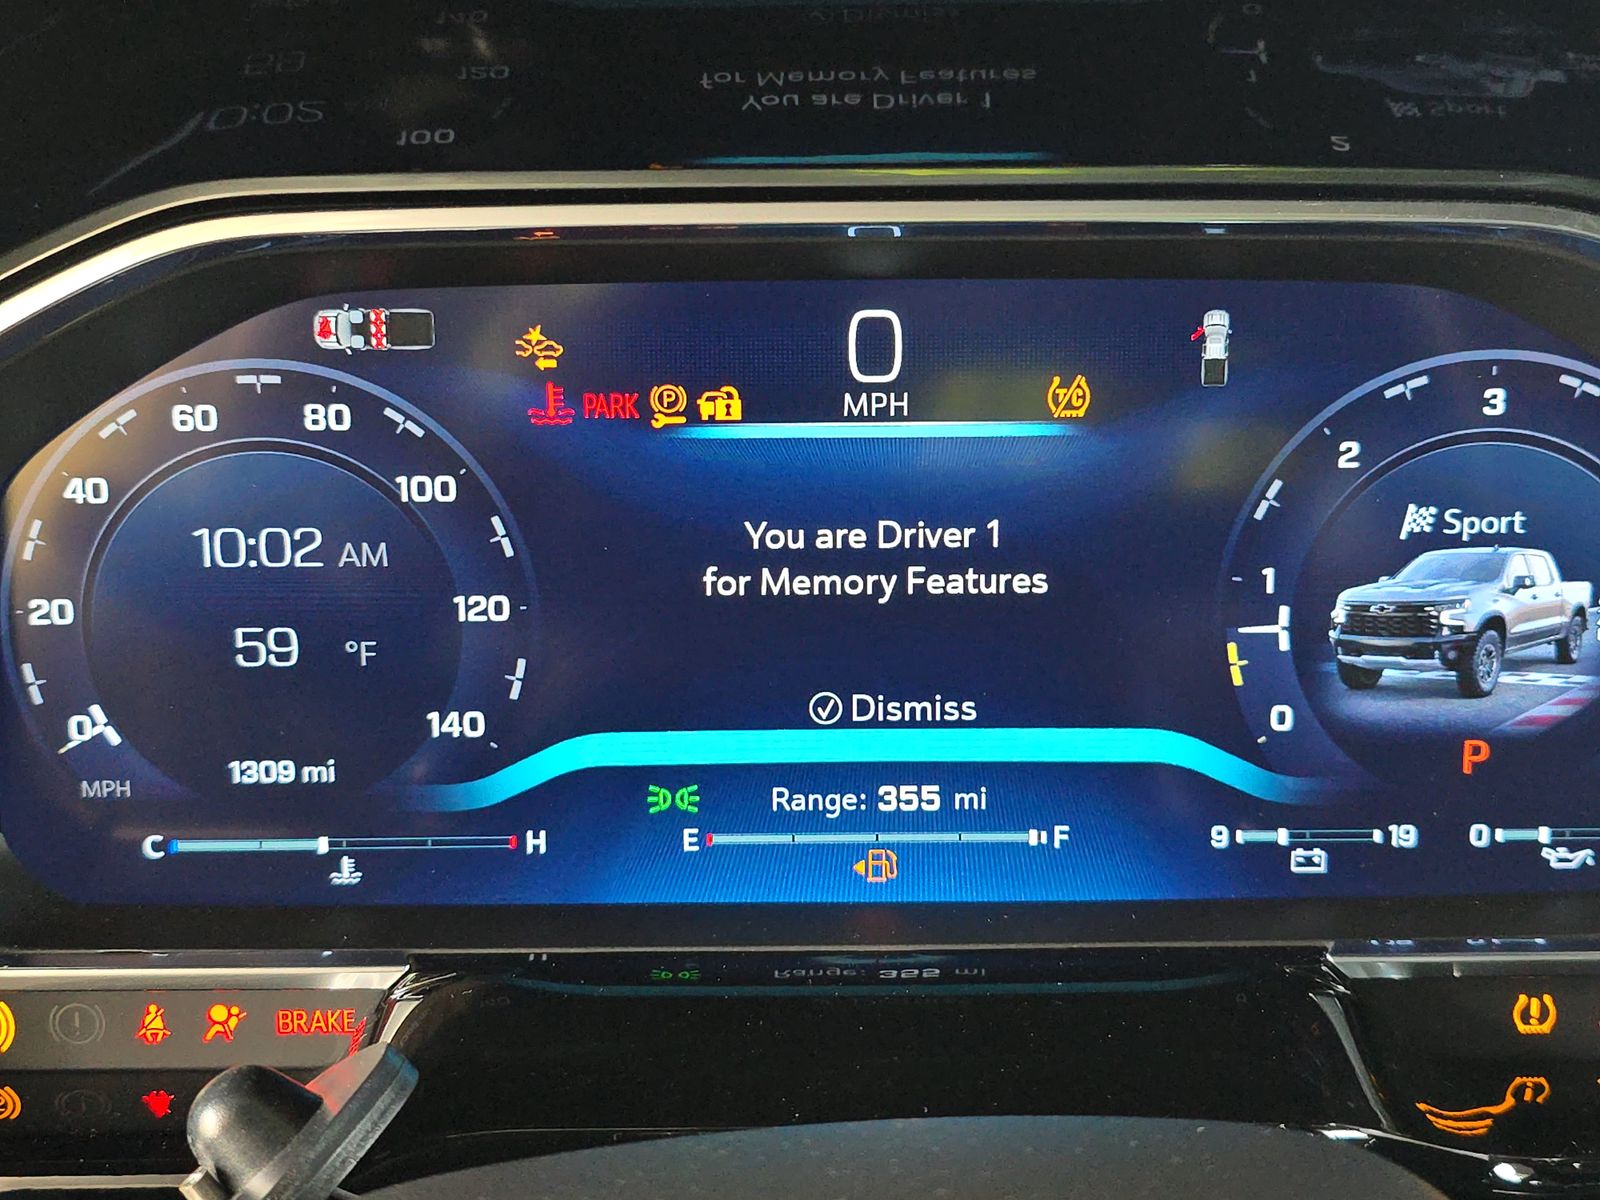 0
MPH
PARK
P
TC
60 80
40 100
20 120
0 140
MPH
10:02 AM
59 °F
1309 mi
You are Driver 1
for Memory Features
Dismiss
3
2
1
0
Sport
P
Range: 355 mi
C H
E F
9 19
0
BRAKE